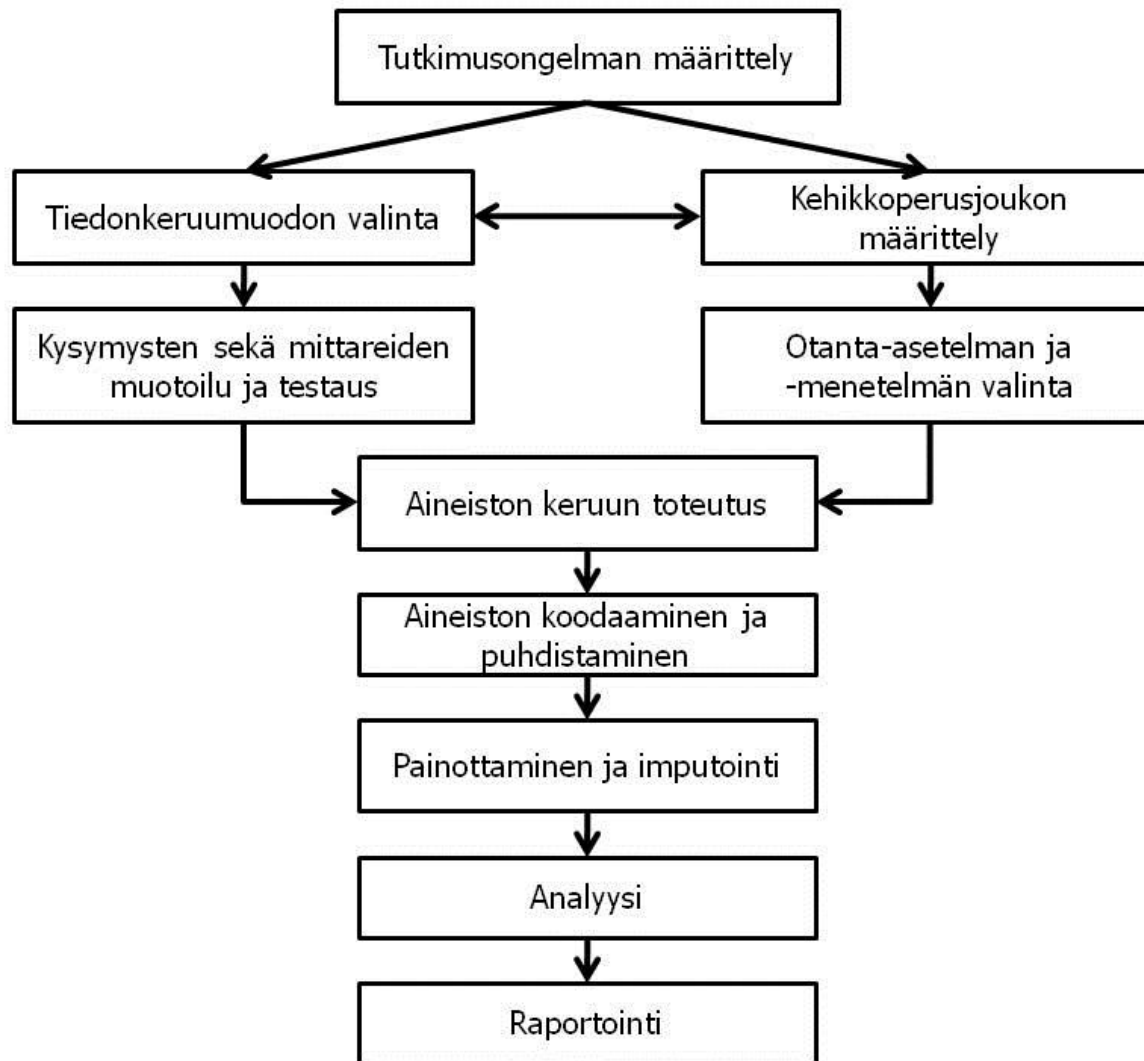 Tutkimusongelman määrittely
Tiedonkeruumuodon valinta
Kehikkoperusjoukon
määrittely
Kysymysten sekä mittareiden
muotoilu ja testaus
Otanta-asetelman ja
-menetelmän valinta
Aineiston keruun toteutus
Aineiston koodaaminen ja
puhdistaminen
Painottaminen ja imputointi
Analyysi
Raportointi